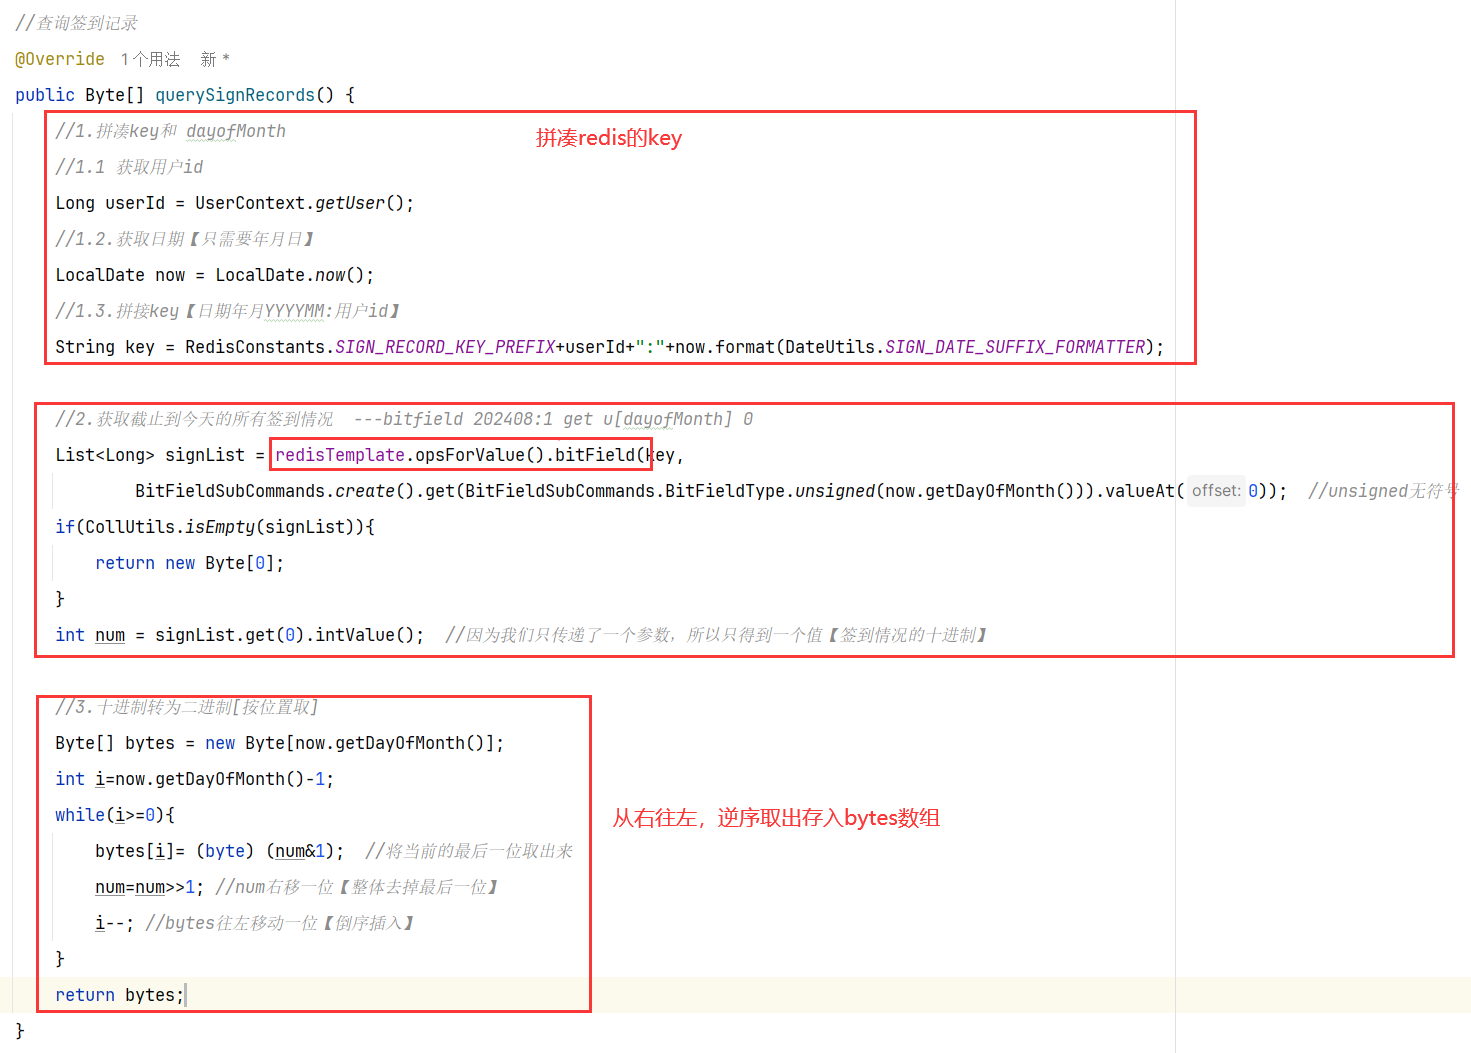 //查询签到记录
@Override 1个用法 新 *
public Byte[] querySignRecords() {
//1.拼凑key和 dayofMonth
拼凑redis的key
//1.1 获取用户id
Long userId = UserContext.getUser();
//1.2.获取日期【只需要年月日】
LocalDate now = LocalDate.now();
//1.3.拼接key【日期年月YYYYMM:用户id】
String key = RedisConstants.SIGN_RECORD_KEY_PREFIX+userId+":"+now.format(DateUtils.SIGN_DATE_SUFFIX_FORMATTER);
//2.获取截止到今天的所有签到情况 ---bitfield 202408:1 get u[dayofMonth] 0
List<Long> signList = redisTemplate.opsForValue().bitField(key,
BitFieldSubCommands.create().get(BitFieldSubCommands.BitFieldType.unsigned(now.getDayOfMonth())).valueAt( offset: 0)); //unsigned无符号
if(CollUtils.isEmpty(signList)){
return new Byte[0];
}
int num = signList.get(0).intValue(); //因为我们只传递了一个参数，所以只得到一个值【签到情况的十进制】
//3.十进制转为二进制[按位置取]
Byte[] bytes = new Byte[now.getDayOfMonth()];
int i=now.getDayOfMonth()-1;
while(i>=0){
从右往左，逆序取出存入bytes数组
bytes[i]= (byte) (num&1); //将当前的最后一位取出来
num=num>>1; //num右移一位【整体去掉最后一位】
i--; //bytes往左移动一位【倒序插入】
}
return bytes;
}